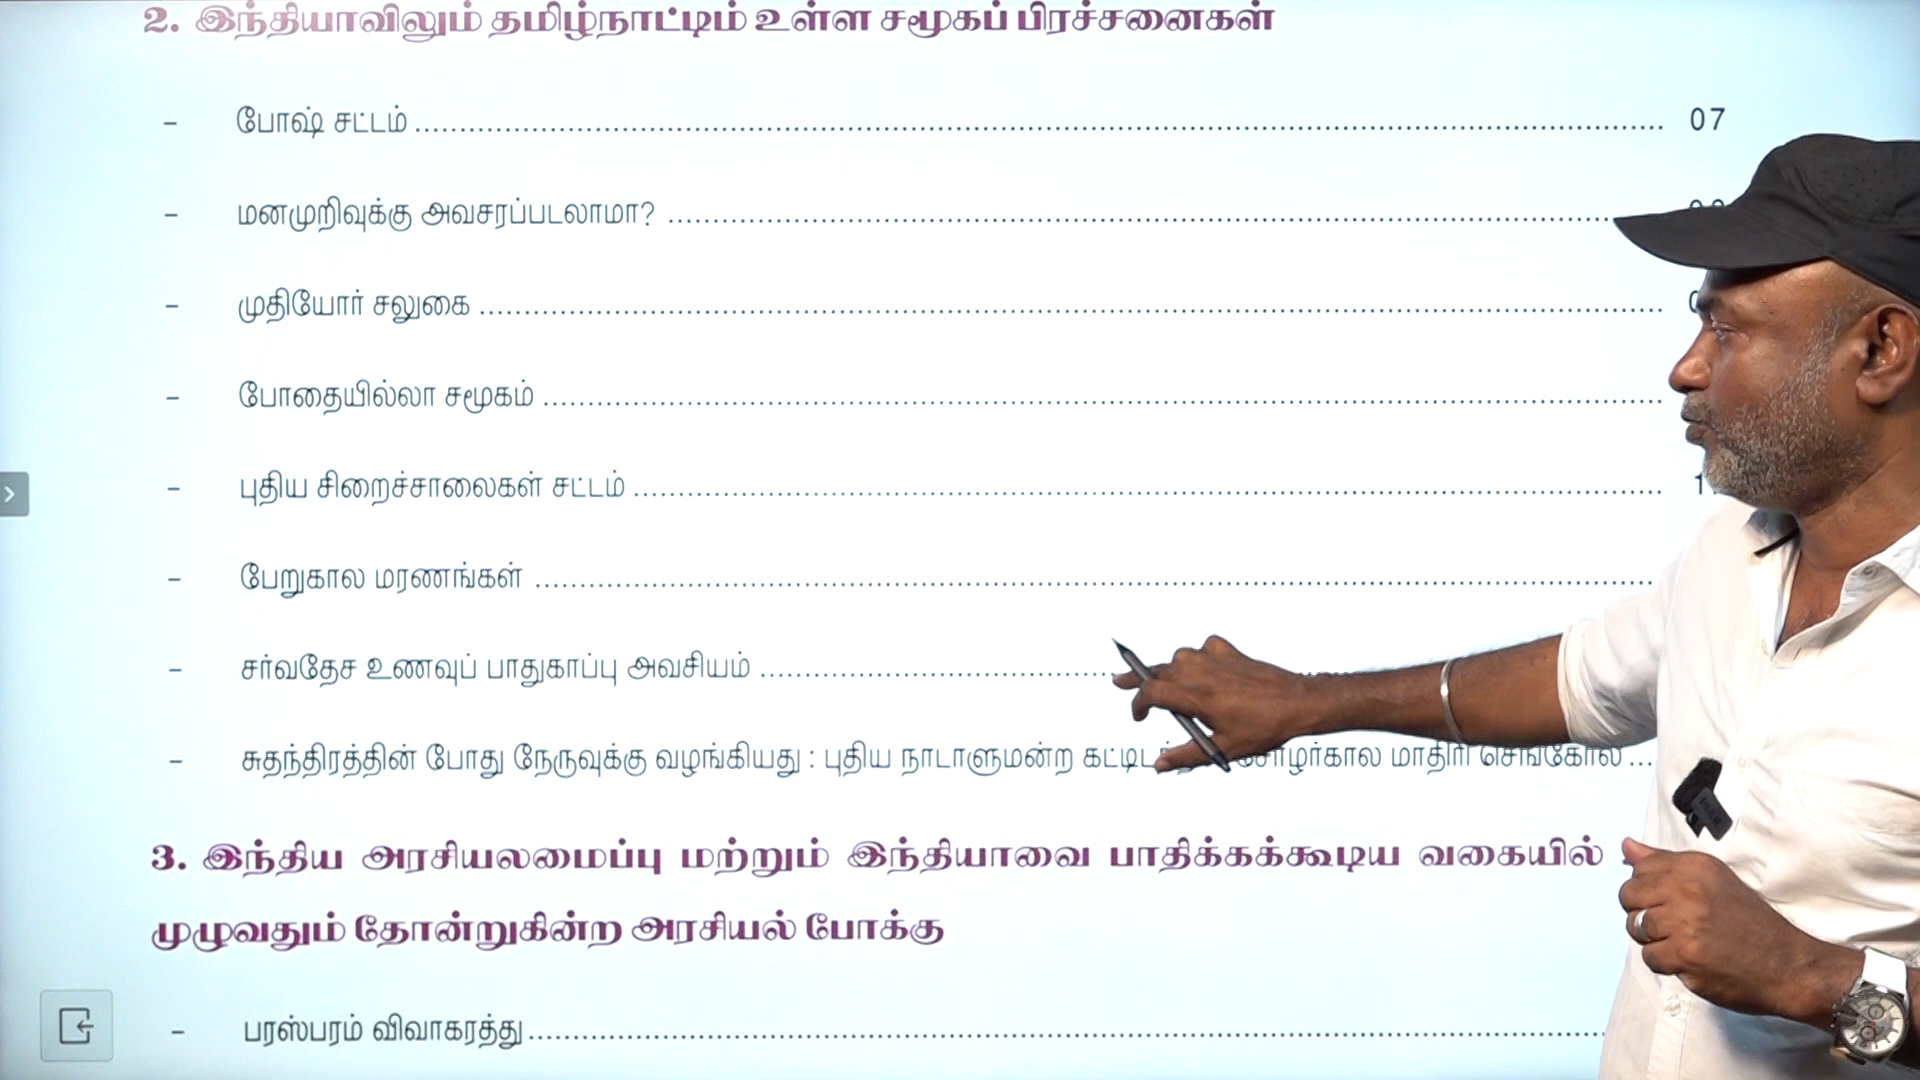 2. இந்தியாவிலும் தமிழ்நாட்டிம் உள்ள சமூகப் பிரச்சனைகள்
- போஷ் சட்டம் ........ 07
- மனமுறிவுக்கு அவசரப்படலாமா? ........
- முதியோர் சலுகை ........
- போதையில்லா சமூகம் ........
- புதிய சிறைச்சாலைகள் சட்டம் ........
- பேறுகால மரணங்கள் ........
- சர்வதேச உணவுப் பாதுகாப்பு அவசியம் ........
- சுதந்திரத்தின் போது நேருவுக்கு வழங்கியது : புதிய நாடாளுமன்ற சோழர்கால மாதிரி செங்கோல் ...
3. இந்திய அரசியலமைப்பு மற்றும் இந்தியாவை பாதிக்கக்கூடிய வகையில்
முழுவதும் தோன்றுகின்ற அரசியல் போக்கு
- பரஸ்பரம் விவாகரத்து ........